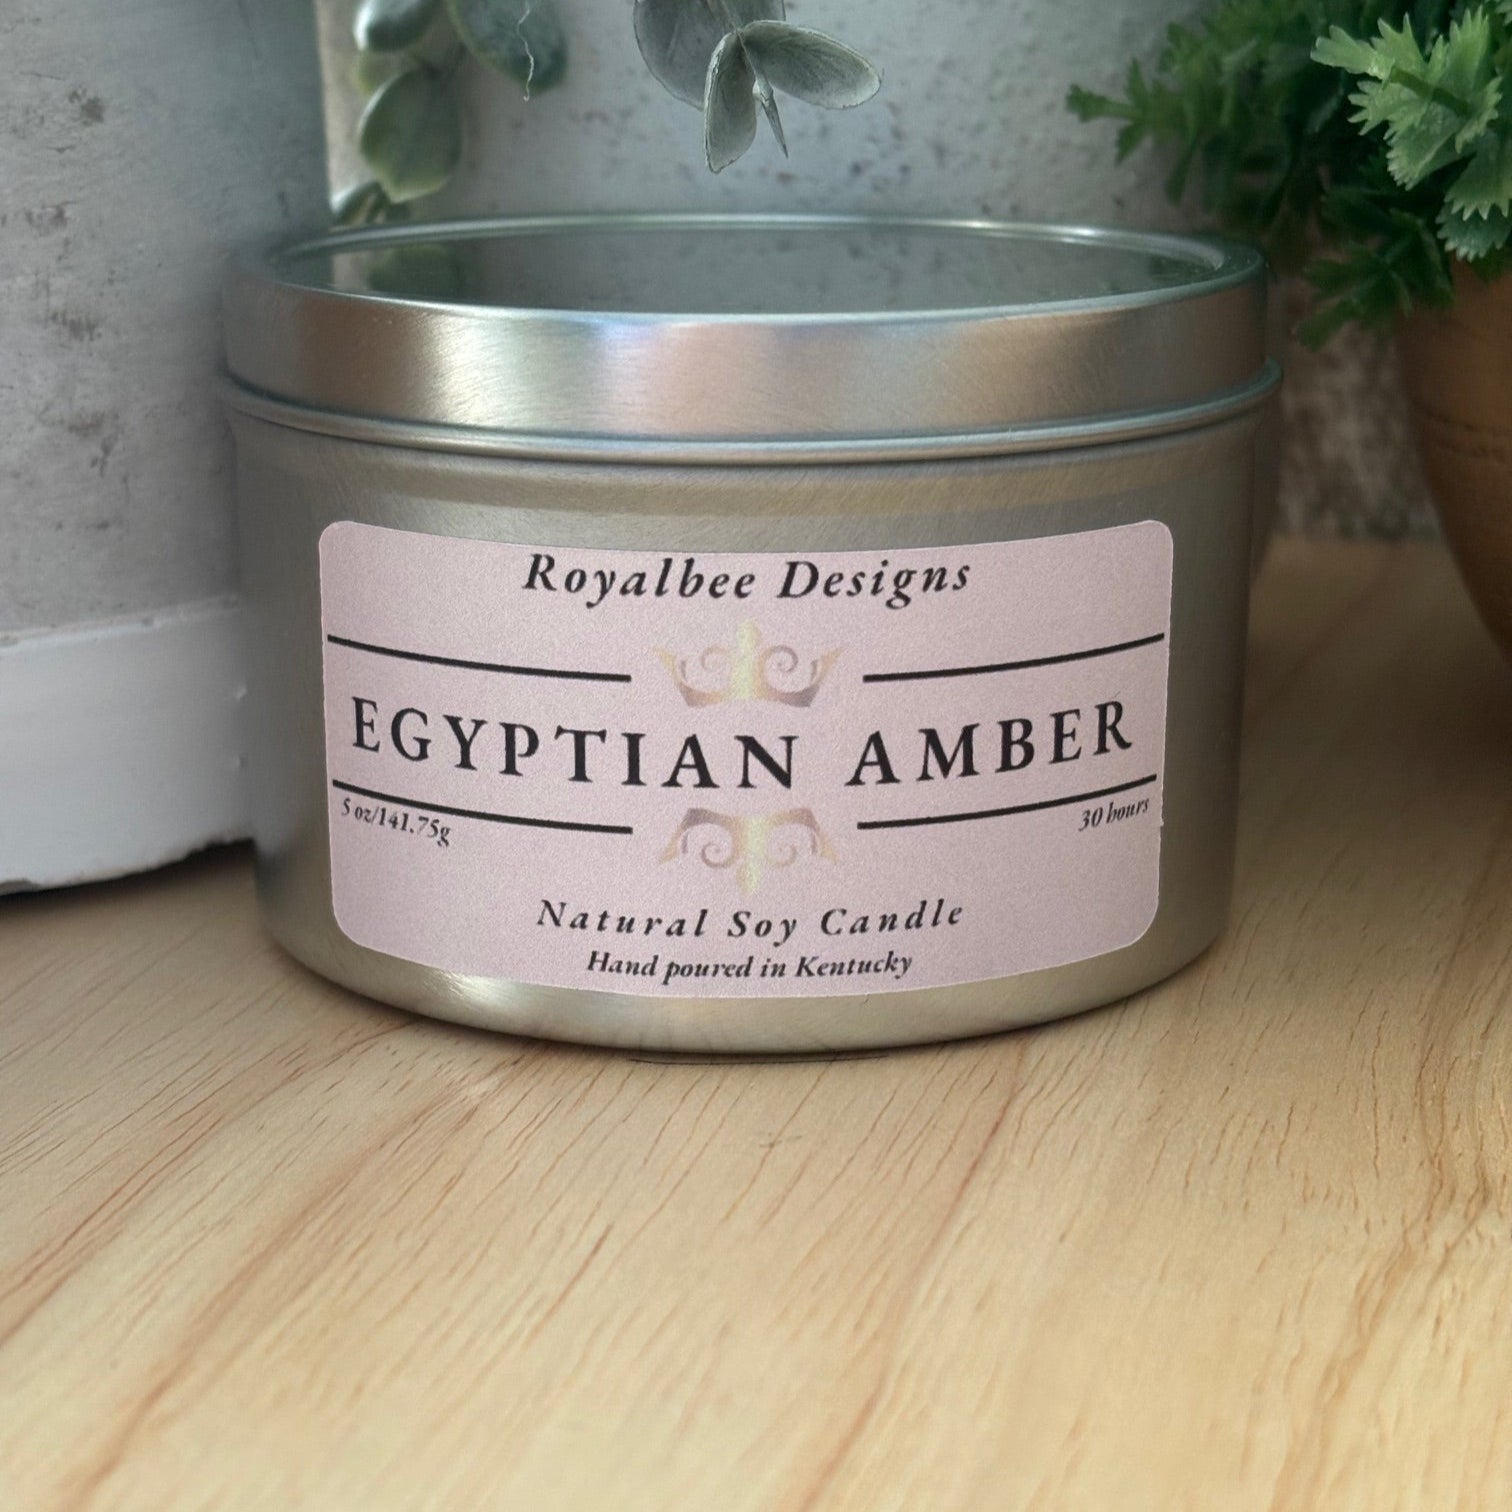 Royalbee Designs
EGYPTIAN AMBER
5 oz/141.75g
30 hours
Natural Soy Candle
Hand poured in Kentucky